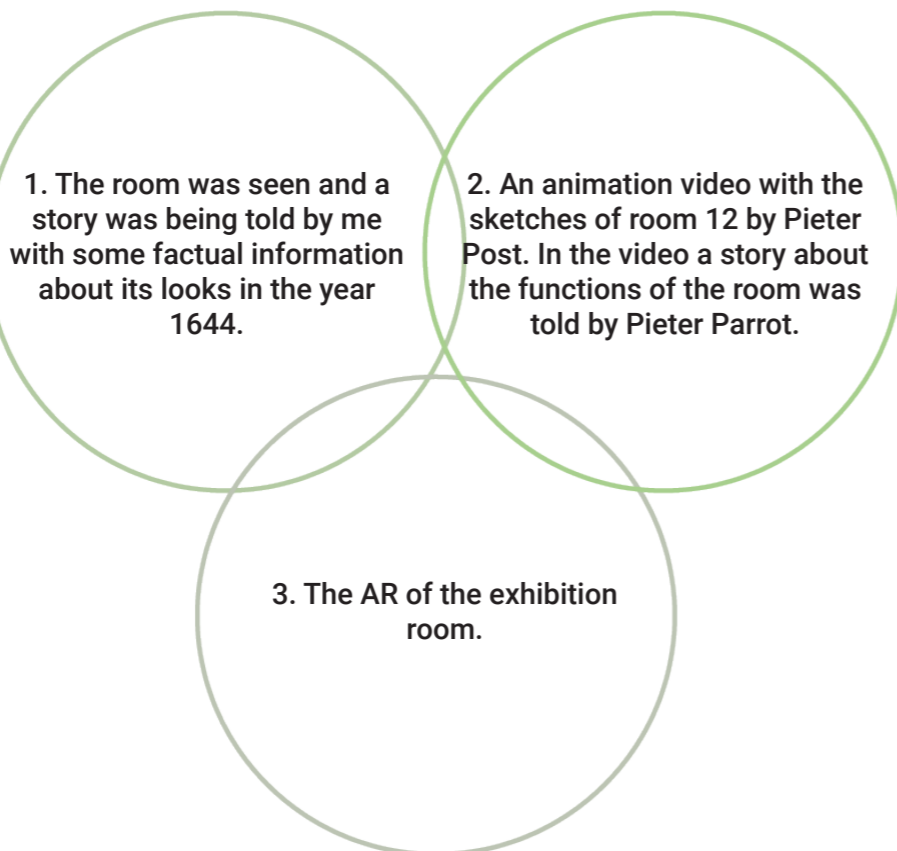 1. The room was seen and a
story was being told by me
with some factual information
about its looks in the year
1644.
2. An animation video with the
sketches of room 12 by Pieter
Post. In the video a story about
the functions of the room was
told by Pieter Parrot.
3. The AR of the exhibition
room.